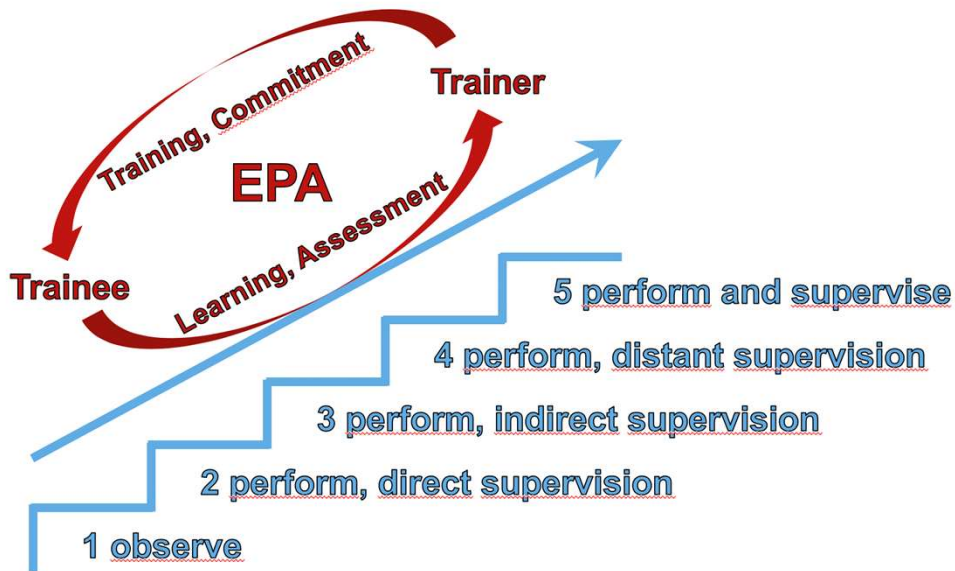 Training, Commitment
Trainer
EPA
Trainee
Learning, Assessment
5 perform and supervise
4 perform, distant supervision
3 perform, indirect supervision
2 perform, direct supervision
1 observe